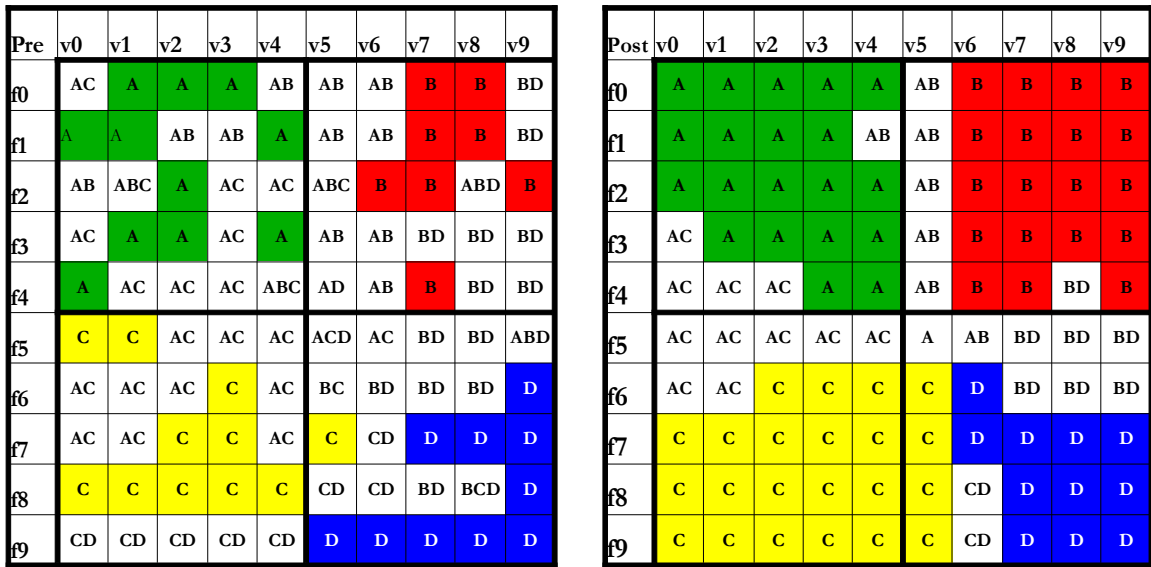 Pre v0 v1 v2 v3 v4 v5 v6 v7 v8 v9
f0 AC A A A AB AB AB B B BD
f1 A A AB AB A AB AB B B BD
f2 AB ABC A AC AC ABC B B ABD B
f3 AC A A AC A AB AB BD BD BD
f4 A AC AC AC ABC AD AB B BD BD
f5 C C AC AC AC ACD AC BD BD ABD
f6 AC AC AC C AC BC BD BD BD D
f7 AC AC C C AC C CD D D D
f8 C C C C C CD CD BD BCD D
f9 CD CD CD CD CD D D D D D
Post v0 v1 v2 v3 v4 v5 v6 v7 v8 v9
f0 A A A A A AB B B B B
f1 A A A A AB AB B B B B
f2 A A A A A AB B B B B
f3 AC A A A A AB B B B B
f4 AC AC AC A A AB B B BD B
f5 AC AC AC AC AC A AB BD BD BD
f6 AC AC C C C C D BD BD BD
f7 C C C C C C D D D D
f8 C C C C C C CD D D D
f9 C C C C C C CD D D D